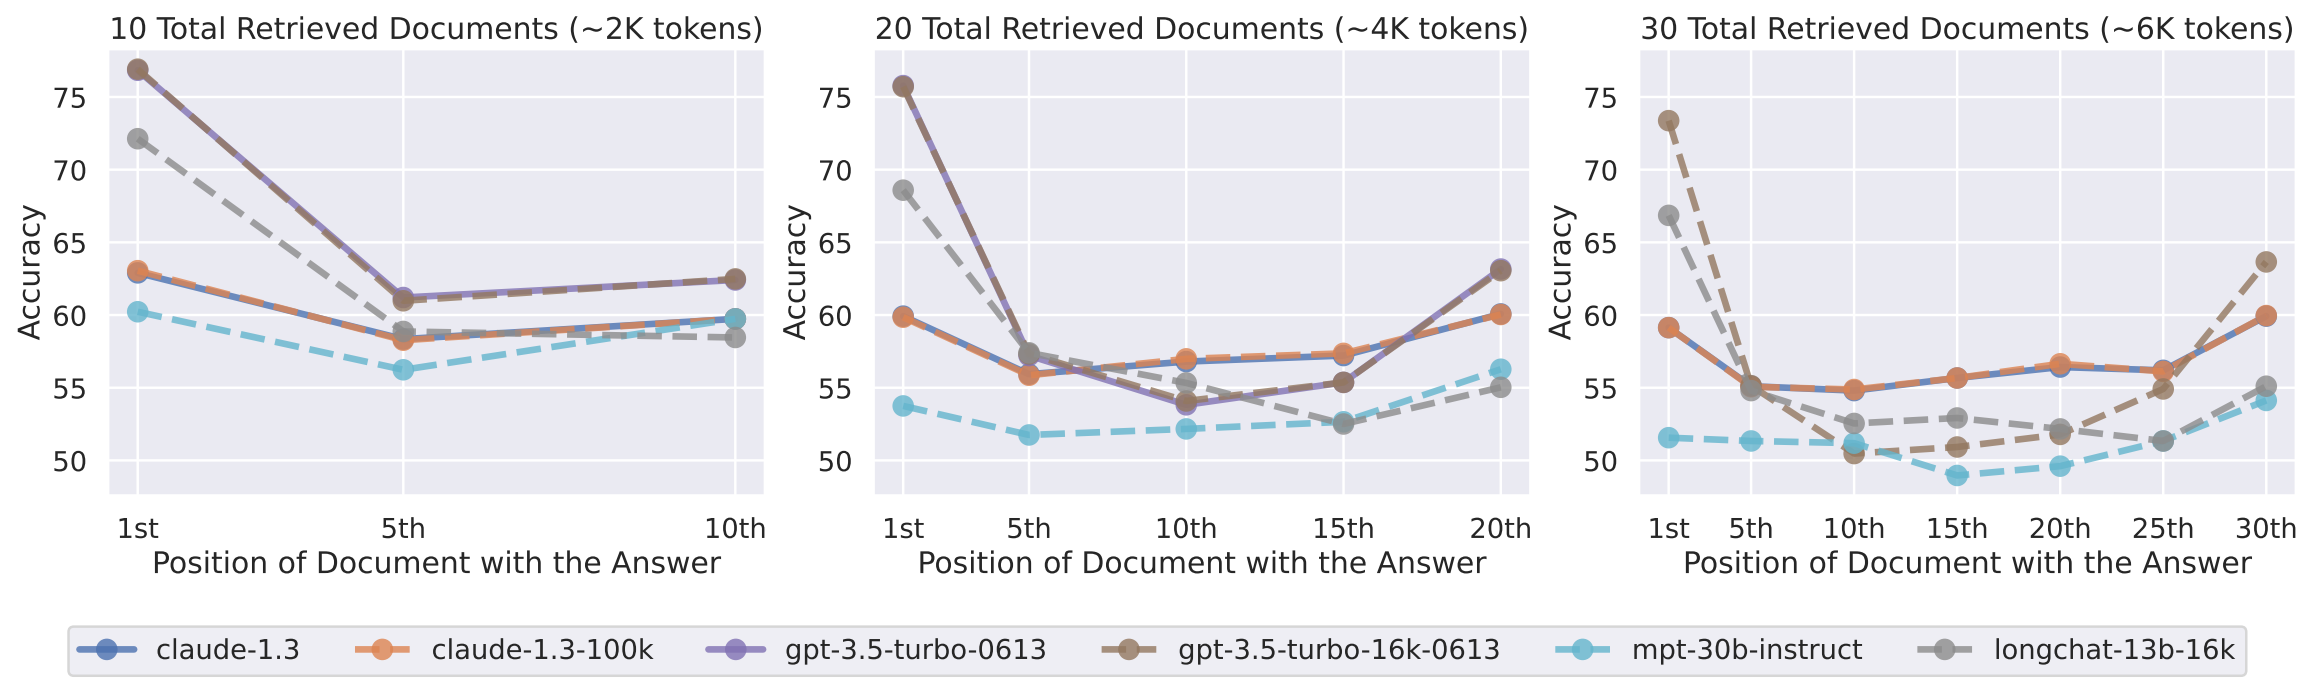 10 Total Retrieved Documents (~2K tokens)
Accuracy
75
70
65
60
55
50
1st 5th 10th
Position of Document with the Answer
20 Total Retrieved Documents (~4K tokens)
Accuracy
75
70
65
60
55
50
1st 5th 10th 15th 20th
Position of Document with the Answer
30 Total Retrieved Documents (~6K tokens)
Accuracy
75
70
65
60
55
50
1st 5th 10th 15th 20th 25th 30th
Position of Document with the Answer
claude-1.3 claude-1.3-100k gpt-3.5-turbo-0613 gpt-3.5-turbo-16k-0613 mpt-30b-instruct longchat-13b-16k